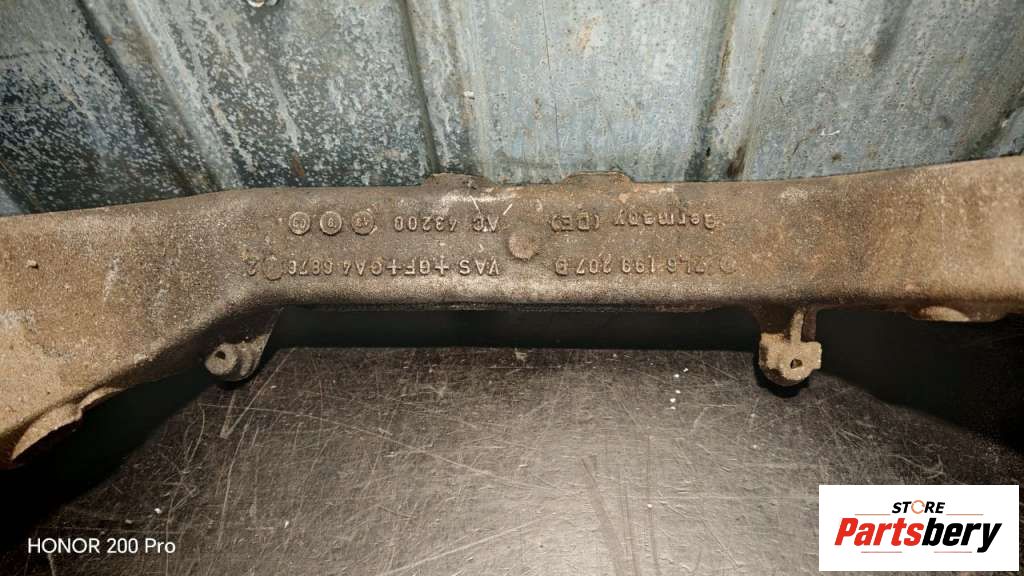 7L6 199 207 D VAS +GF+
Germany (DE) AC 43200
HONOR 200 Pro
STORE
Partsbery